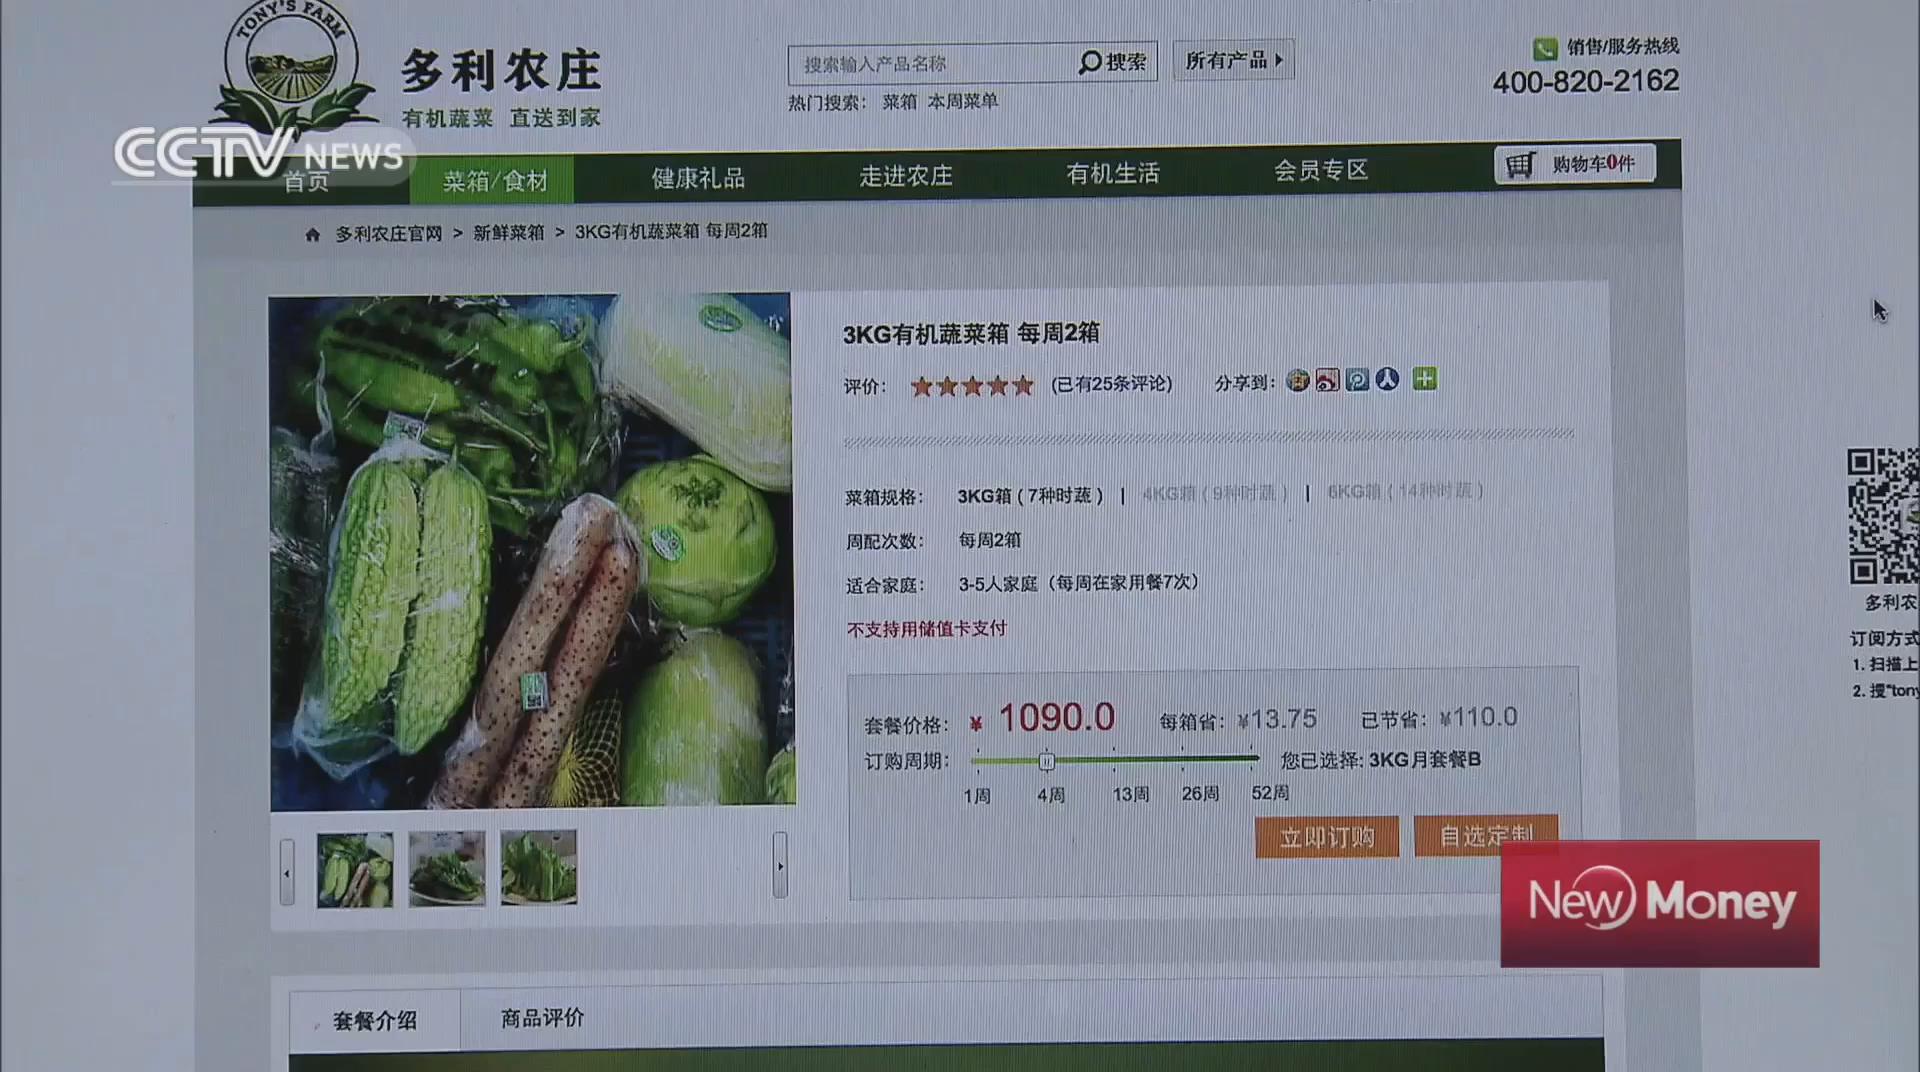 TONY'S FARM
多利农庄
有机蔬菜 直送到家
搜索输入产品名称
搜索
所有产品
热门搜索： 菜箱 本周菜单
销售/服务热线
400-820-2162
CCTV NEWS
首页
菜箱/食材
健康礼品
走进农庄
有机生活
会员专区
购物车0件
多利农庄官网 > 新鲜菜箱 > 3KG有机蔬菜箱 每周2箱
3KG有机蔬菜箱 每周2箱
评价：
(已有25条评论)
分享到：
菜箱规格： 3KG箱（7种时蔬） | 4KG箱（9种时蔬） | 6KG箱（14种时蔬）
周配次数： 每周2箱
适合家庭： 3-5人家庭（每周在家用餐7次）
不支持用储值卡支付
套餐价格： ¥ 1090.0 每箱省：¥13.75 已节省：¥110.0
订购周期： 您已选择: 3KG月套餐B
1周 4周 13周 26周 52周
立即订购
自选定制
多利农
订阅方式
1. 扫描上
2. 搜"tony
New Money
套餐介绍
商品评价